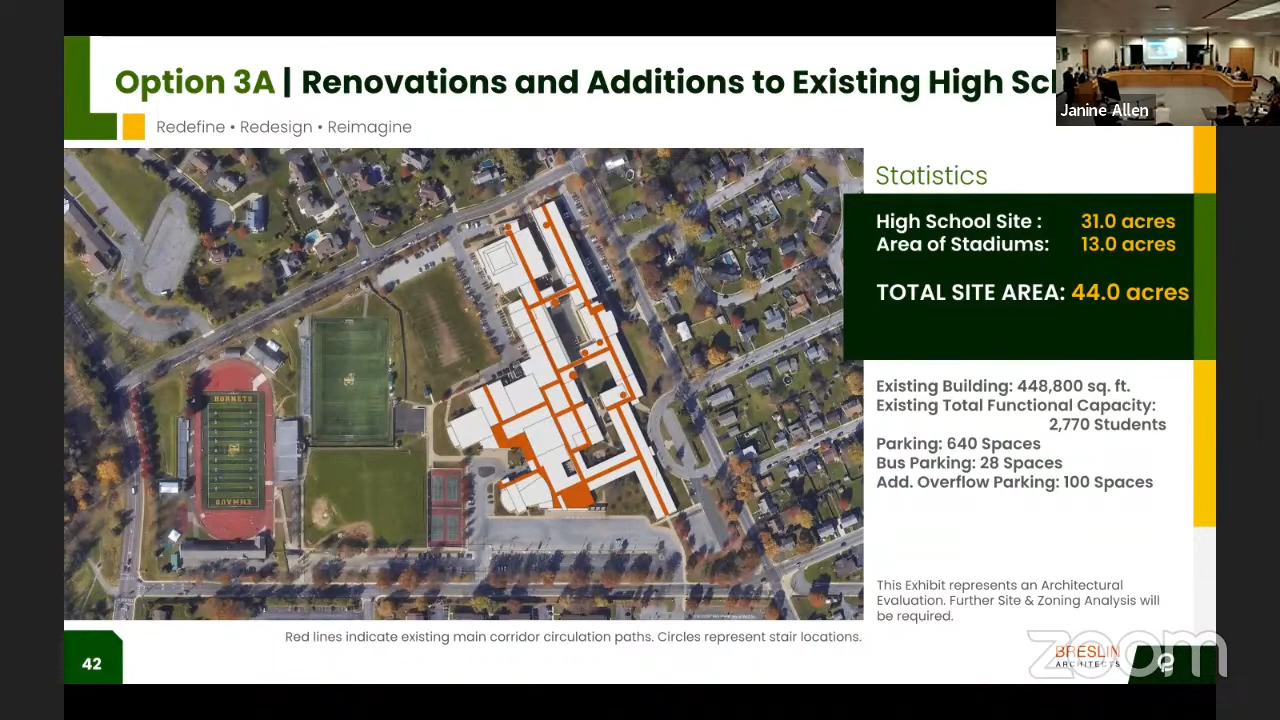 Option 3A | Renovations and Additions to Existing High Sc
Janine Allen
Redefine • Redesign • Reimagine
Statistics
High School Site : 31.0 acres
Area of Stadiums: 13.0 acres
TOTAL SITE AREA: 44.0 acres
HORNETS
EMMAUS
Existing Building: 448,800 sq. ft.
Existing Total Functional Capacity:
2,770 Students
Parking: 640 Spaces
Bus Parking: 28 Spaces
Add. Overflow Parking: 100 Spaces
This Exhibit represents an Architectural
Evaluation. Further Site & Zoning Analysis will
be required.
Red lines indicate existing main corridor circulation paths. Circles represent stair locations.
42
BRESLIN
ARCHITECTS
zoom